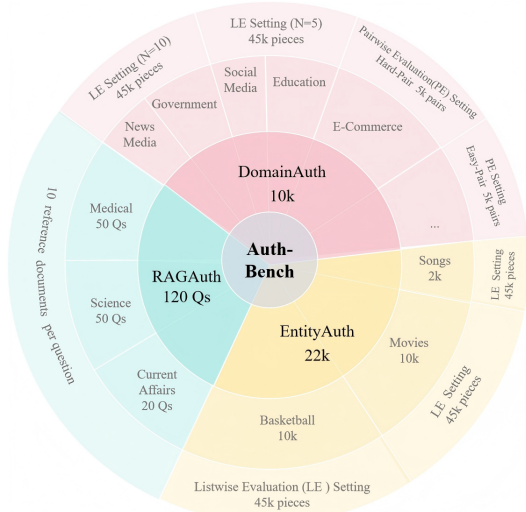 LE Setting (N=10)
45k pieces
LE Setting (N=5)
45k pieces
Pairwise Evaluation(PE) Setting
Hard-Pair 5k pairs
PE Setting
Easy-Pair 5k pairs
News
Media
Government
Social
Media
Education
E-Commerce
...
DomainAuth
10k
Auth-
Bench
RAGAuth
120 Qs
EntityAuth
22k
Medical
50 Qs
Science
50 Qs
Current
Affairs
20 Qs
10 reference documents per question
Songs
2k
Movies
10k
Basketball
10k
LE Setting
45k pieces
LE Setting
45k pieces
Listwise Evaluation (LE ) Setting
45k pieces